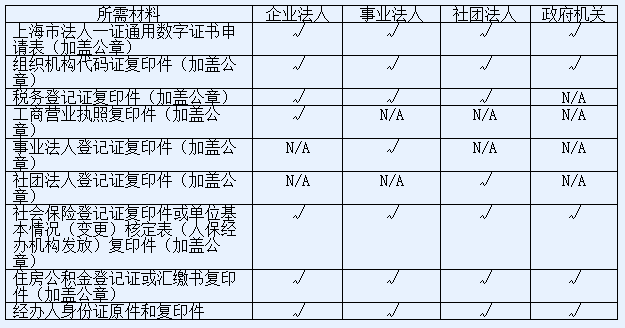 所需材料 企业法人 事业法人 社团法人 政府机关
上海市法人一证通用数字证书申 √ √ √ √
请表（加盖公章）
组织机构代码证复印件（加盖公 √ √ √ √
章）
税务登记证复印件（加盖公章） √ √ √ N/A
工商营业执照复印件（加盖公 √ N/A N/A N/A
章）
事业法人登记证复印件（加盖公 N/A √ N/A N/A
章）
社团法人登记证复印件（加盖公 N/A N/A √ N/A
章）
社会保险登记证复印件或单位基 √ √ √ √
本情况（变更）核定表（人保经
办机构发放）复印件（加盖公
章）
住房公积金登记证或汇缴书复印 √ √ √ √
件（加盖公章）
经办人身份证原件和复印件 √ √ √ √